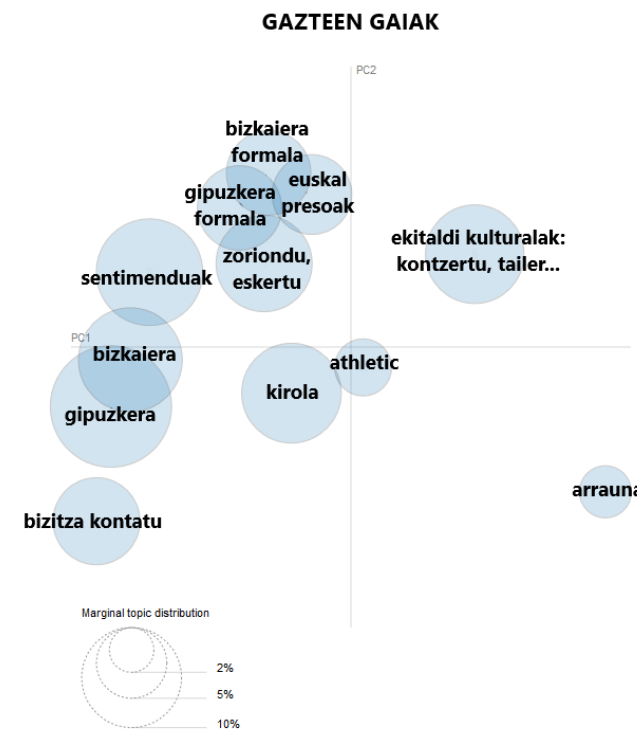 GAZTEEN GAIAK
PC2
bizkaiera
formala
euskal
presoak
gipuzkera
formala
ekitaldi kulturalak:
kontzertu, tailer...
zoriondu,
eskertu
sentimenduak
PC1
bizkaiera
athletic
kirola
gipuzkera
arrauna
bizitza kontatu
Marginal topic distribution
2%
5%
10%